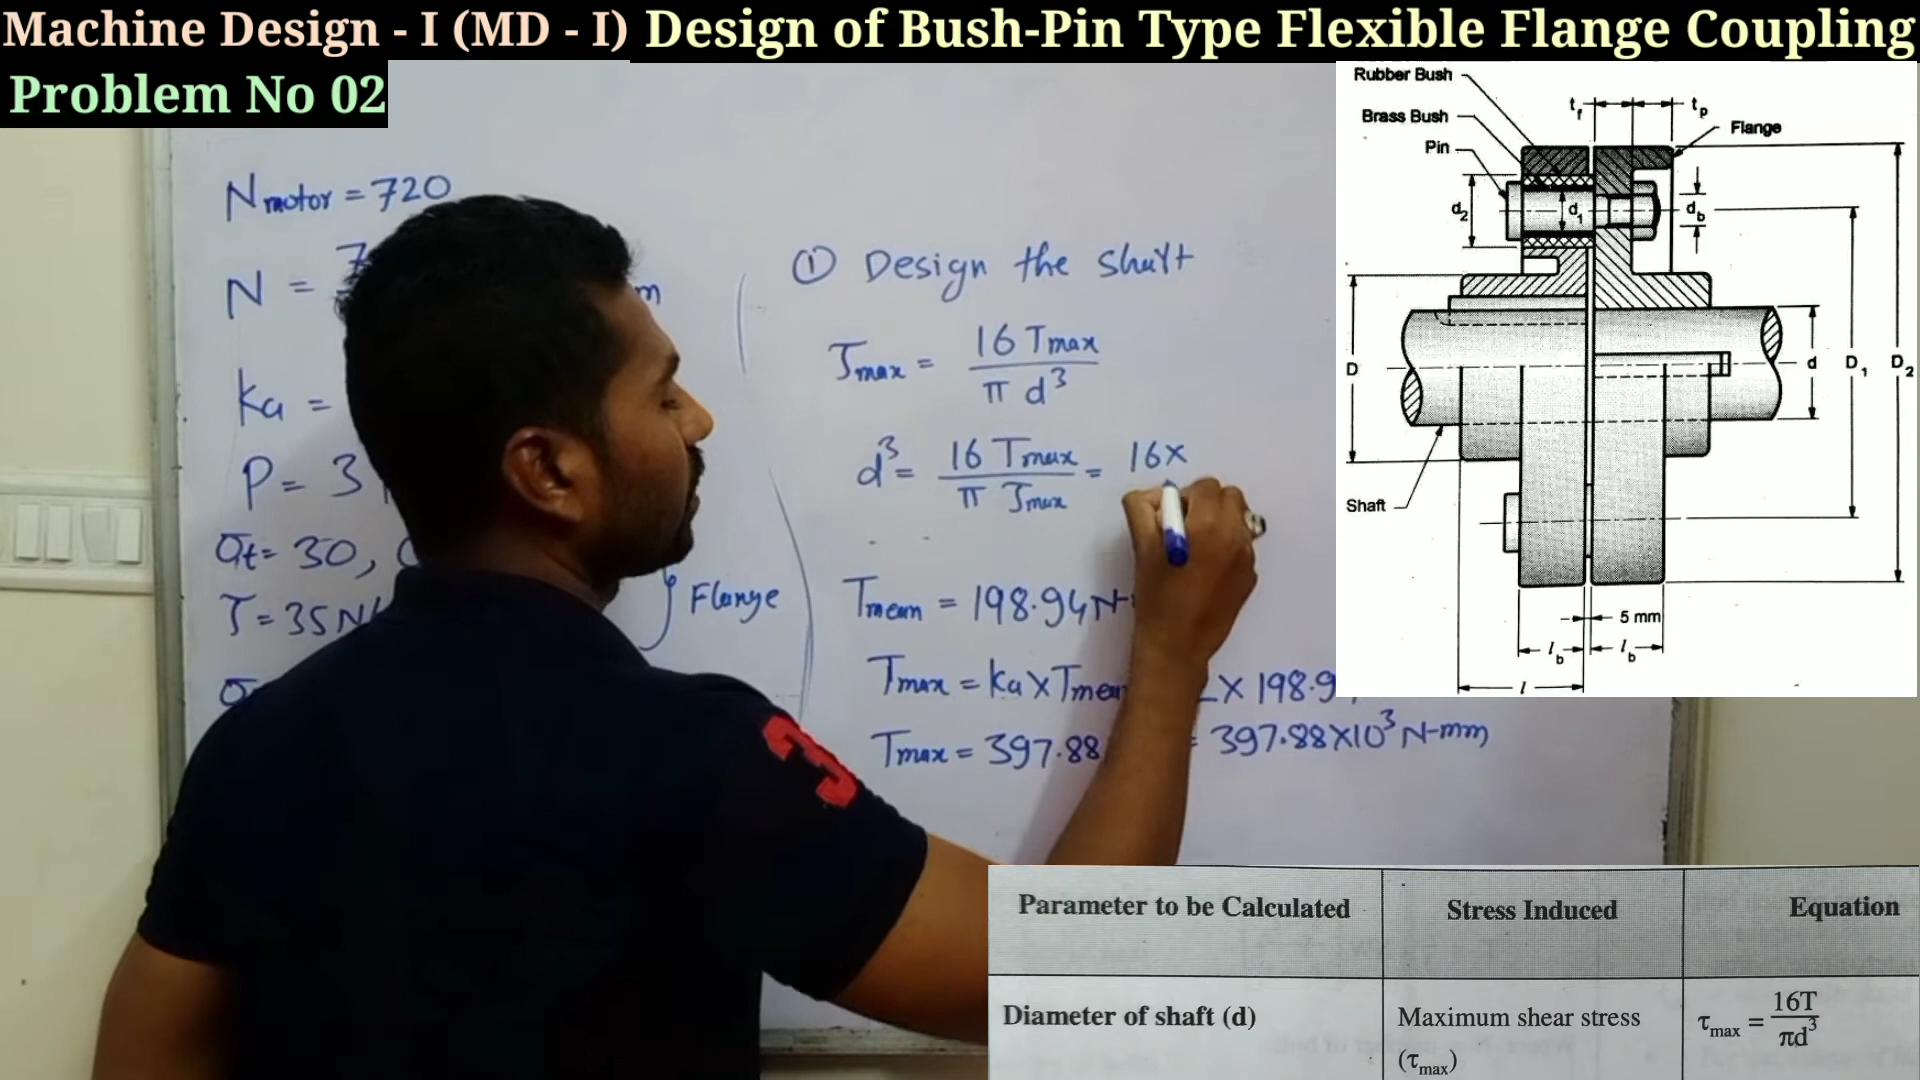 Machine Design - I (MD - I) Design of Bush-Pin Type Flexible Flange Coupling
Problem No 02
N motor = 720
N =
m
Ka =
P = 3
σt = 30,
τ = 35 N/
Flange
① Design the shaft
τmax = 16 Tmax / π d³
d³ = 16 Tmax / π τmax = 16 x
Tmean = 198.94 N
Tmax = Ka x Tmean
x 198.9
Tmax = 397.88 = 397.88 x 10³ N-mm
3
Rubber Bush
Brass Bush
Pin
Flange
Shaft
tf
tp
d2
d1
db
D
d
D1
D2
5 mm
lb
lb
l
Parameter to be Calculated Stress Induced Equation
Diameter of shaft (d) Maximum shear stress τmax = 16T / πd³
(τmax)